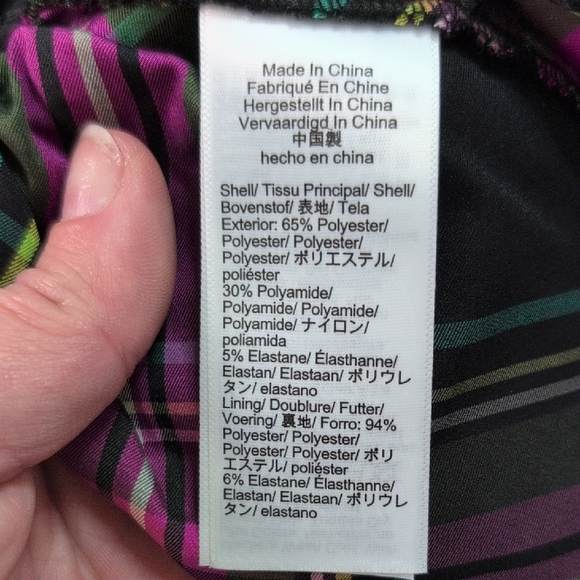 Made In China
Fabriqué En Chine
Hergestellt In China
Vervaardigd In China
中国製
hecho en china
Shell/ Tissu Principal/ Shell/
Bovenstof/ 表地/ Tela
Exterior: 65% Polyester/
Polyester/ Polyester/
Polyester/ ポリエステル/
poliéster
30% Polyamide/
Polyamide/ Polyamide/
Polyamide/ ナイロン/
poliamida
5% Elastane/ Élasthanne/
Elastan/ Elastaan/ ポリウレ
タン/ elastano
Lining/ Doublure/ Futter/
Voering/ 裏地/ Forro: 94%
Polyester/ Polyester/
Polyester/ Polyester/ ポリ
エステル/ poliéster
6% Elastane/ Élasthanne/
Elastan/ Elastaan/ ポリウレ
タン/ elastano